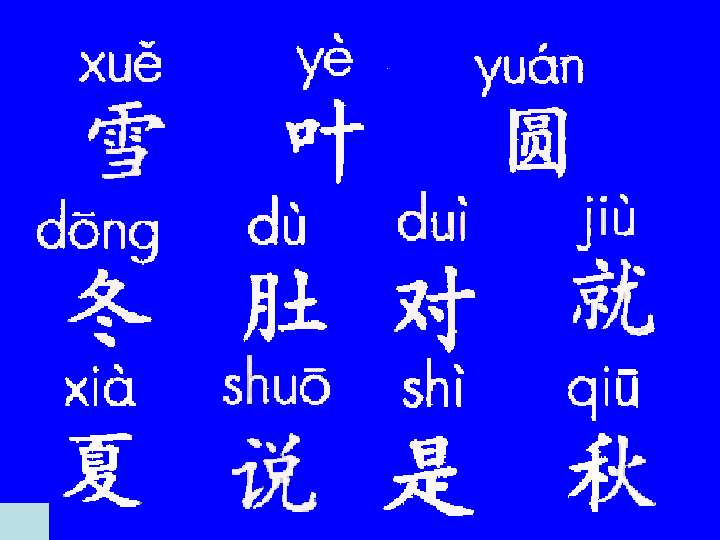 xuě yè yuán
雪 叶 圆
dōng dù duì jiù
冬 肚 对 就
xià shuō shì qiū
夏 说 是 秋